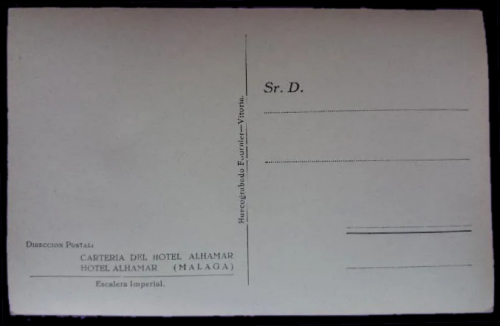 Sr. D.
Huecograbado Fournier—Vitoria.
Direccion Postal:
CARTERIA DEL HOTEL ALHAMAR
HOTEL ALHAMAR (MALAGA)
Escalera Imperial.